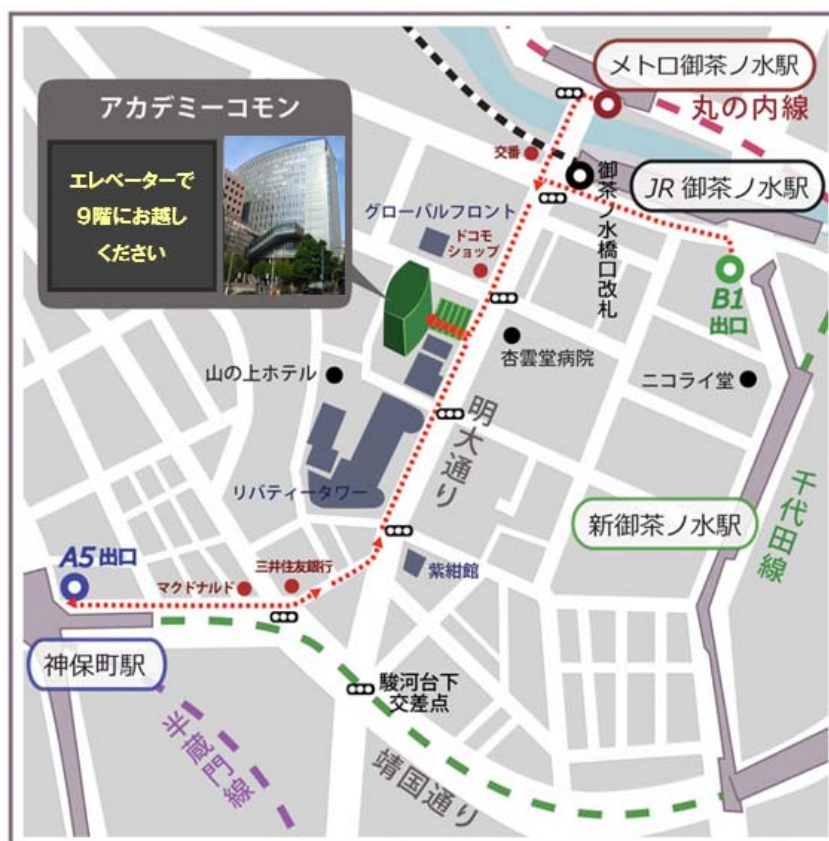 アカデミーコモン
エレベーターで
9階にお越し
ください
メトロ御茶ノ水駅
丸の内線
交番
JR 御茶ノ水駅
御茶ノ水橋口改札
グローバルフロント
ドコモ
ショップ
B1
出口
杏雲堂病院
山の上ホテル
ニコライ堂
明大通り
リバティータワー
新御茶ノ水駅
千代田線
A5 出口
マクドナルド
三井住友銀行
紫紺館
神保町駅
駿河台下
交差点
半蔵門線
靖国通り